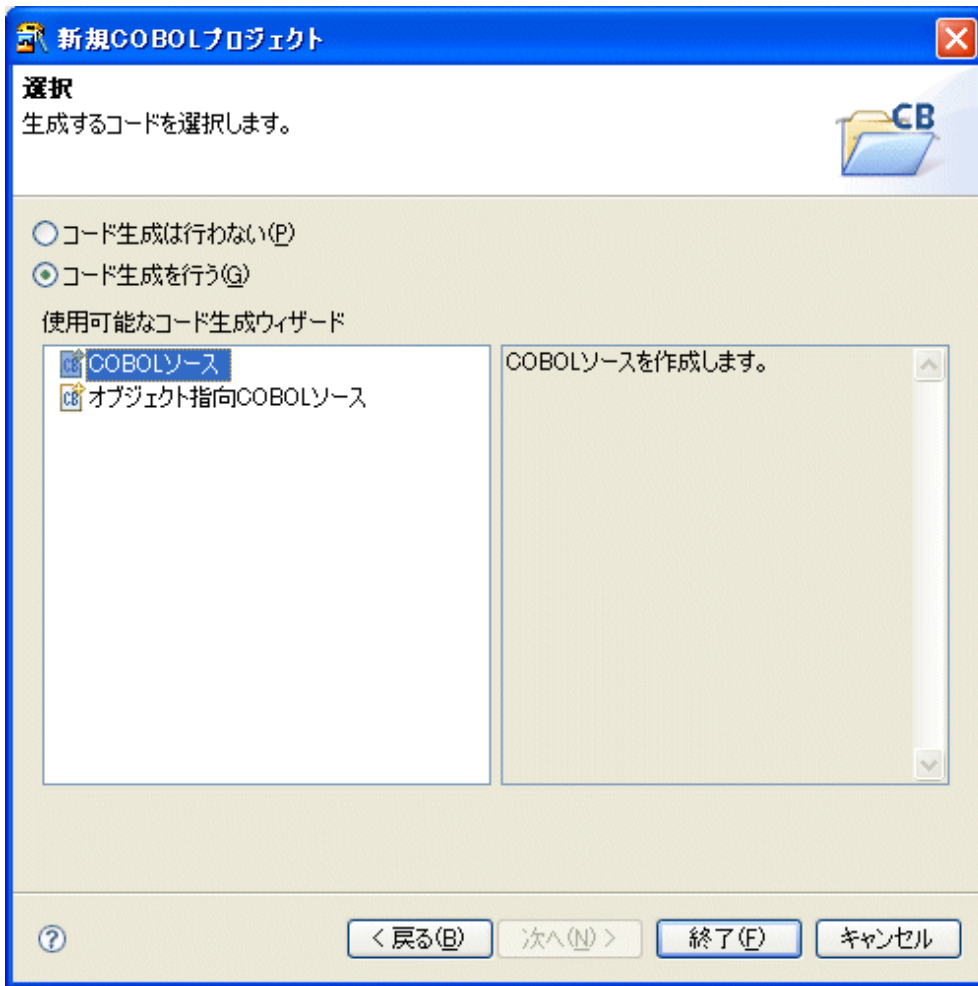 新規COBOLプロジェクト
選択
生成するコードを選択します。
CB
コード生成は行わない(P)
コード生成を行う(G)
使用可能なコード生成ウィザード
COBOLソース
オブジェクト指向COBOLソース
COBOLソースを作成します。
< 戻る(B)
次へ(N) >
終了(F)
キャンセル